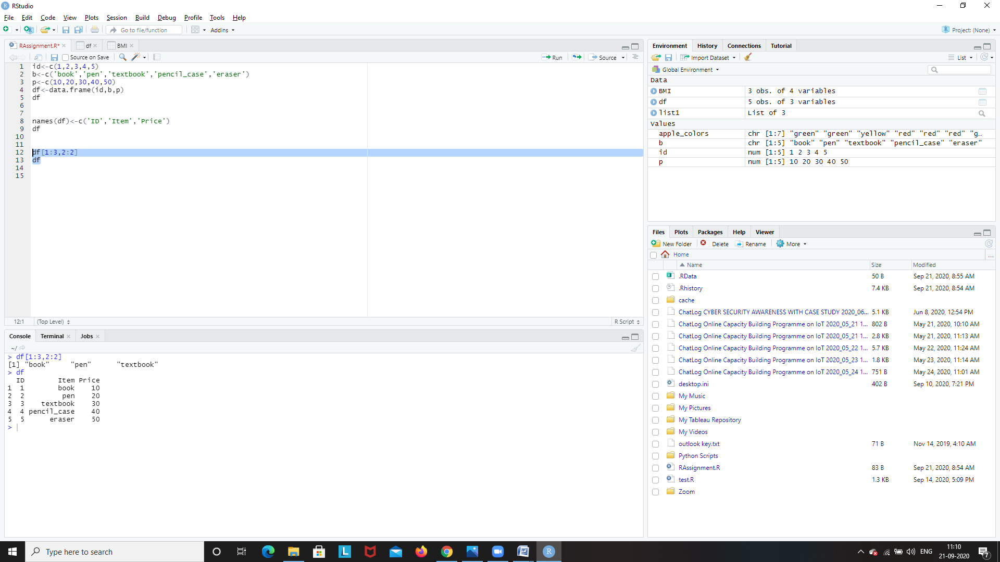 RStudio
File Edit Code View Plots Session Build Debug Profile Tools Help
Go to file/function Addins Project: (None)
RAssignment.R* df BMI
Source on Save Run Source
1 id<-c(1,2,3,4,5)
2 b<-c('book','pen','textbook','pencil_case','eraser')
3 p<-c(10,20,30,40,50)
4 df<-data.frame(id,b,p)
5 df
6
7
8 names(df)<-c('ID','Item','Price')
9 df
10
11
12 df[1:3,2:2]
13 df
14
15
12:1 (Top Level) R Script
Console Terminal Jobs
~/
> df[1:3,2:2]
[1] "book" "pen" "textbook"
> df
ID Item Price
1 1 book 10
2 2 pen 20
3 3 textbook 30
4 4 pencil_case 40
5 5 eraser 50
>
Environment History Connections Tutorial
Import Dataset List
Global Environment
Data
BMI 3 obs. of 4 variables
df 5 obs. of 3 variables
list1 List of 3
Values
apple_colors chr [1:7] "green" "green" "yellow" "red" "red" "red" "g…
b chr [1:5] "book" "pen" "textbook" "pencil_case" "eraser"
id num [1:5] 1 2 3 4 5
p num [1:5] 10 20 30 40 50
Files Plots Packages Help Viewer
New Folder Delete Rename More
Home ...
Name Size Modified
.RData 50 B Sep 21, 2020, 8:55 AM
.Rhistory 7.4 KB Sep 21, 2020, 8:54 AM
cache
ChatLog CYBER SECURITY AWARENESS WITH CASE STUDY 2020_06... 5.1 KB Jun 8, 2020, 12:54 PM
ChatLog Online Capacity Building Programme on IoT 2020_05_21 1... 802 B May 21, 2020, 10:10 AM
ChatLog Online Capacity Building Programme on IoT 2020_05_21 1... 2.8 KB May 21, 2020, 11:13 AM
ChatLog Online Capacity Building Programme on IoT 2020_05_22 1... 5.7 KB May 22, 2020, 11:24 AM
ChatLog Online Capacity Building Programme on IoT 2020_05_23 1... 1.8 KB May 23, 2020, 11:14 AM
ChatLog Online Capacity Building Programme on IoT 2020_05_24 1... 751 B May 24, 2020, 11:01 AM
desktop.ini 402 B Sep 10, 2020, 7:21 PM
My Music
My Pictures
My Tableau Repository
My Videos
outlook key.txt 71 B Nov 14, 2019, 4:10 AM
Python Scripts
RAssignment.R 83 B Sep 21, 2020, 8:54 AM
test.R 1.3 KB Sep 14, 2020, 5:09 PM
Zoom
Type here to search
ENG
11:10
21-09-2020
7